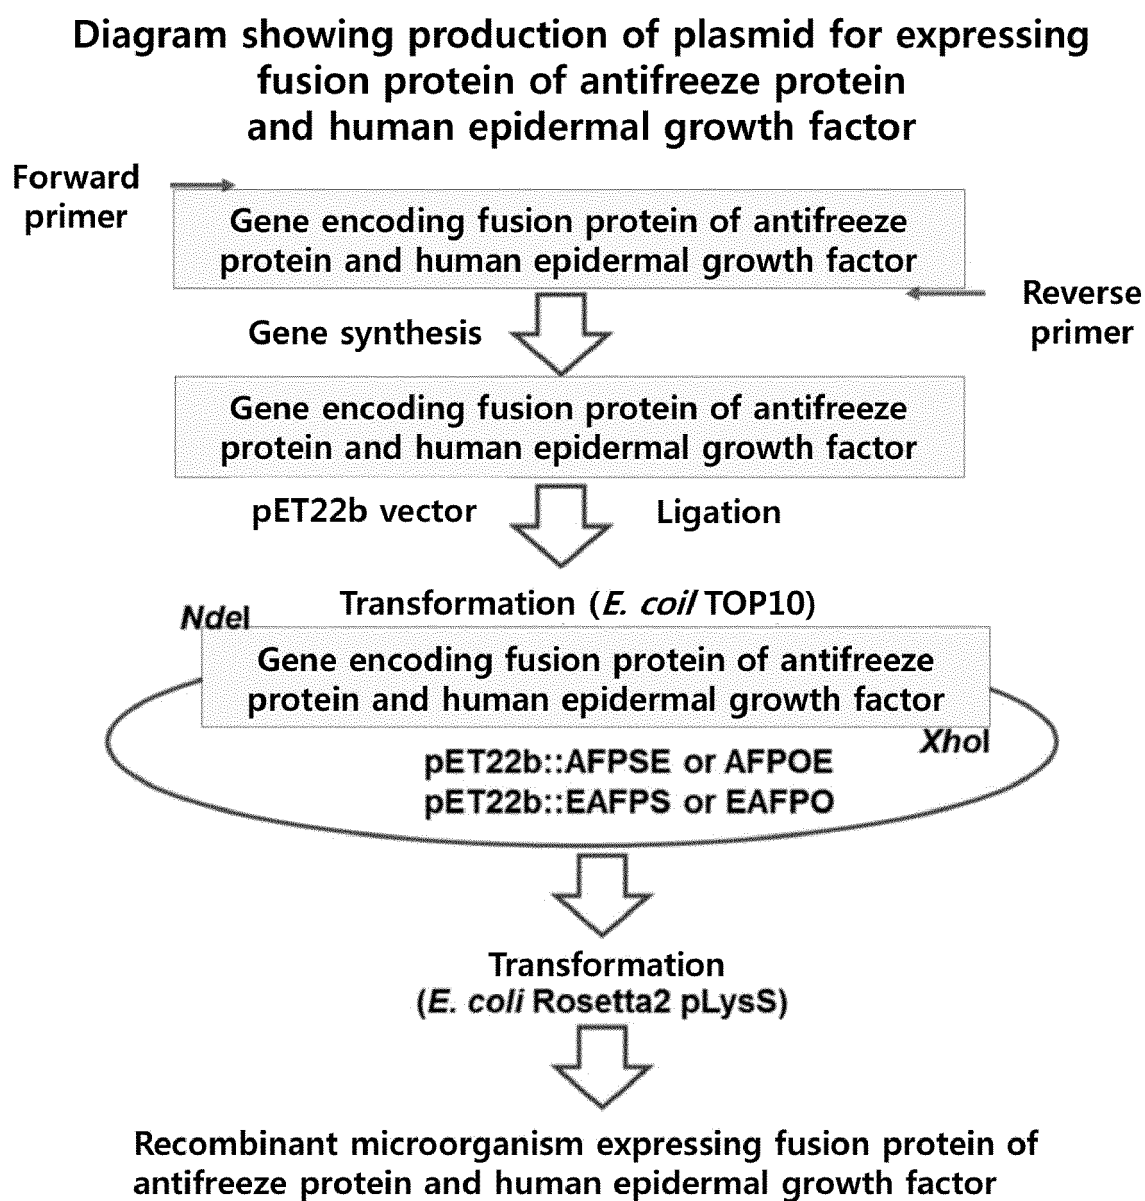 Diagram showing production of plasmid for expressing
fusion protein of antifreeze protein
and human epidermal growth factor
Forward
primer
Gene encoding fusion protein of antifreeze
protein and human epidermal growth factor
Reverse
primer
Gene synthesis
Gene encoding fusion protein of antifreeze
protein and human epidermal growth factor
pET22b vector
Ligation
Transformation (E. coil TOP10)
NdeI
Gene encoding fusion protein of antifreeze
protein and human epidermal growth factor
XhoI
pET22b::AFPSE or AFPOE
pET22b::EAFPS or EAFPO
Transformation
(E. coli Rosetta2 pLysS)
Recombinant microorganism expressing fusion protein of
antifreeze protein and human epidermal growth factor